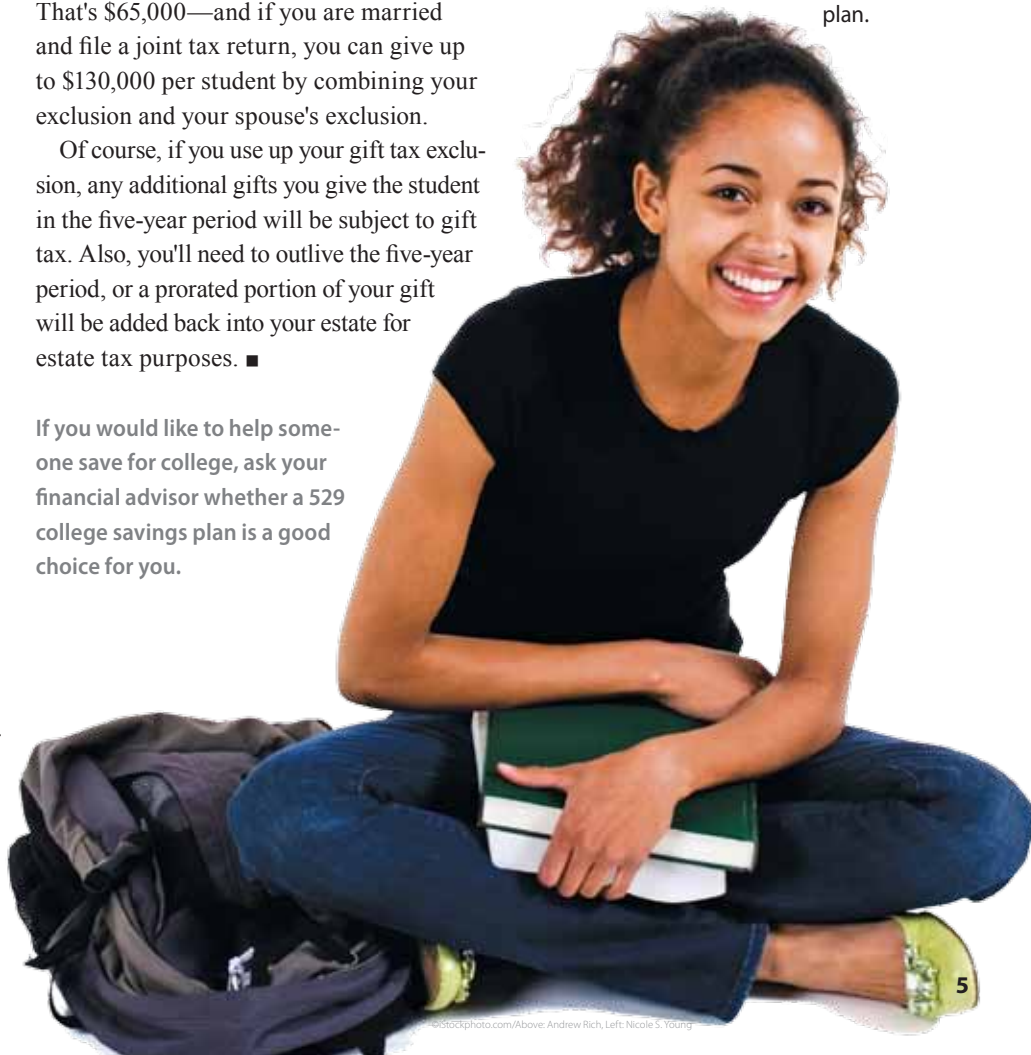 That's $65,000—and if you are married
and file a joint tax return, you can give up
to $130,000 per student by combining your
exclusion and your spouse's exclusion.
Of course, if you use up your gift tax exclu-
sion, any additional gifts you give the student
in the five-year period will be subject to gift
tax. Also, you'll need to outlive the five-year
period, or a prorated portion of your gift
will be added back into your estate for
estate tax purposes. ■
If you would like to help some-
one save for college, ask your
financial advisor whether a 529
college savings plan is a good
choice for you.
plan.
5
©iStockphoto.com/Above: Andrew Rich, Left: Nicole S. Young